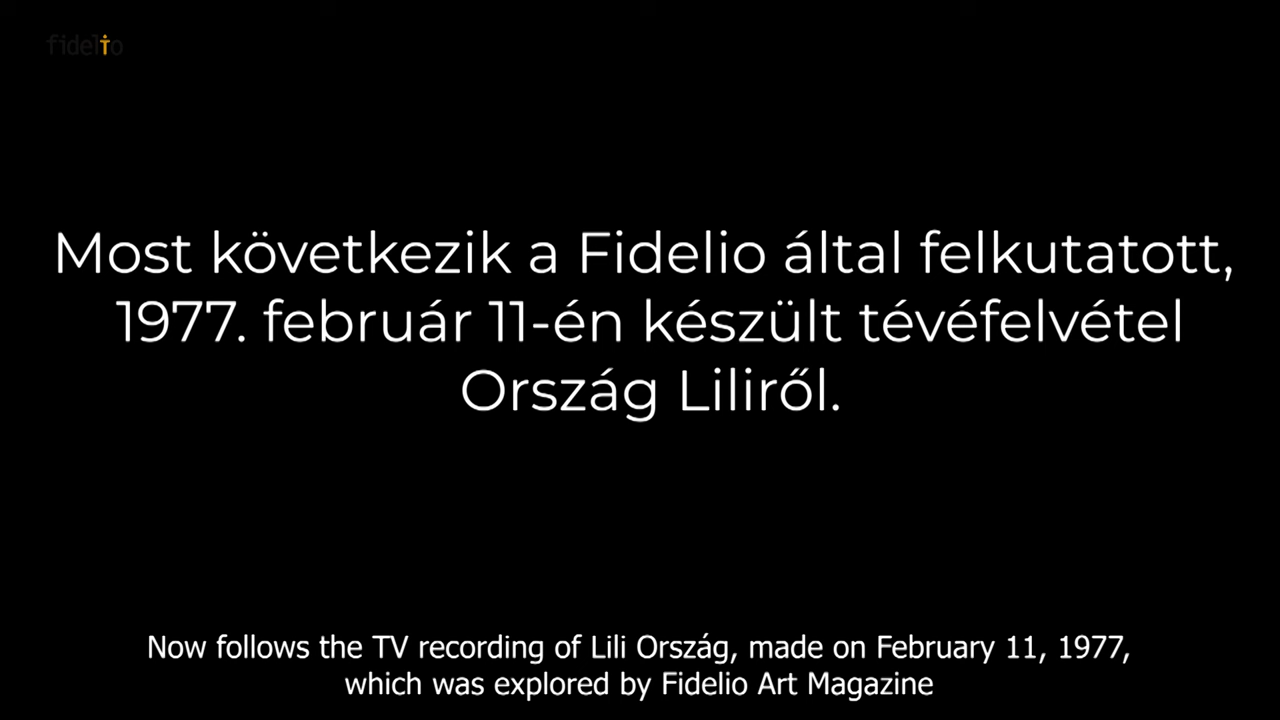 fidelio
Most következik a Fidelio által felkutatott,
1977. február 11-én készült tévéfelvétel
Ország Liliről.
Now follows the TV recording of Lili Ország, made on February 11, 1977,
which was explored by Fidelio Art Magazine